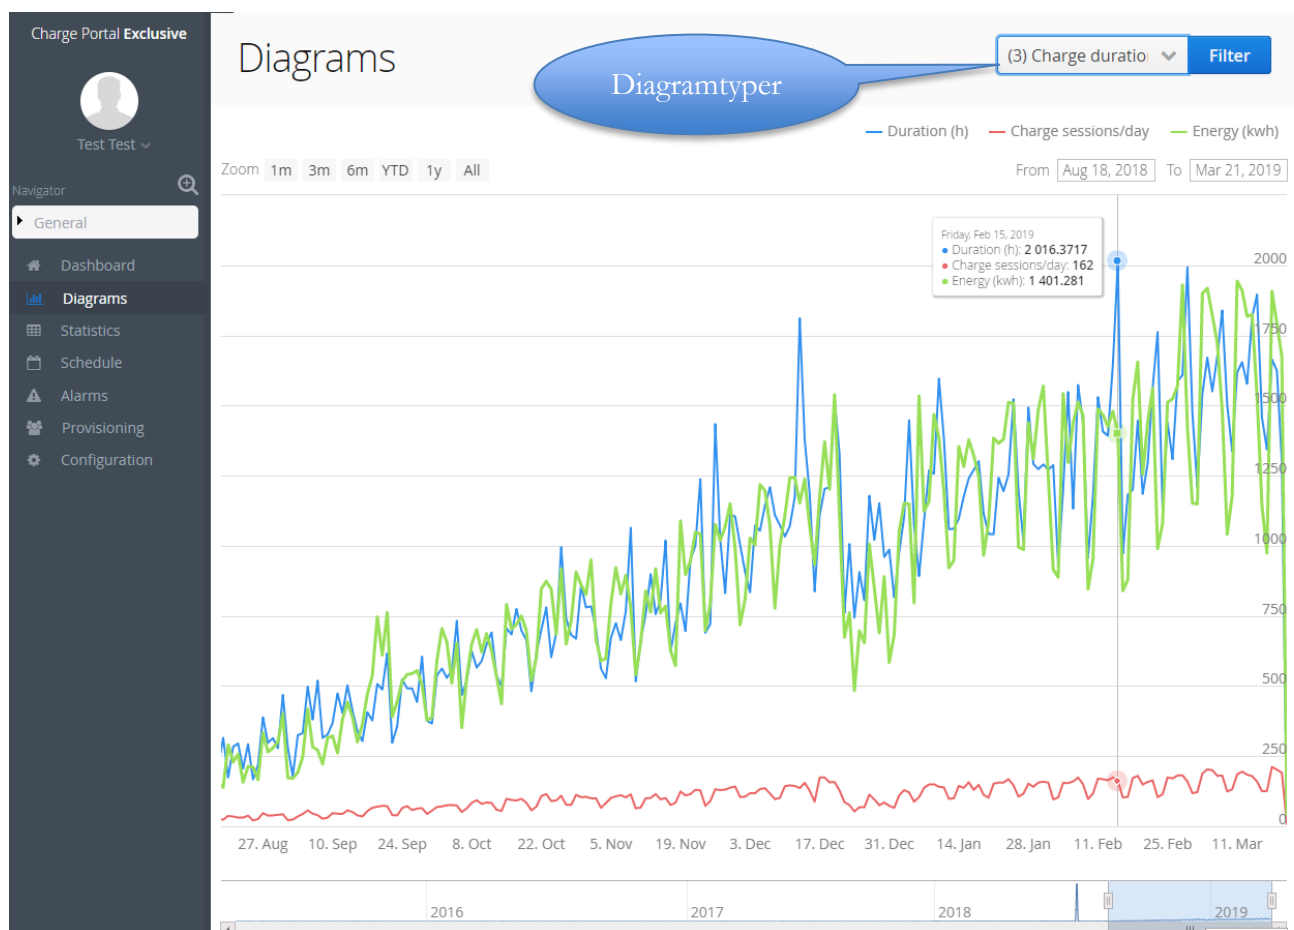 Charge Portal Exclusive
Test Test
Navigator
General
Dashboard
Diagrams
Statistics
Schedule
Alarms
Provisioning
Configuration
Diagrams
Diagramtyper
(3) Charge duratio
Filter
Duration (h) Charge sessions/day Energy (kwh)
Zoom 1m 3m 6m YTD 1y All
From Aug 18, 2018 To Mar 21, 2019
Friday, Feb 15, 2019
Duration (h): 2 016.3717
Charge sessions/day: 162
Energy (kwh): 1 401.281
2000
1750
1500
1250
1000
750
500
250
0
27. Aug 10. Sep 24. Sep 8. Oct 22. Oct 5. Nov 19. Nov 3. Dec 17. Dec 31. Dec 14. Jan 28. Jan 11. Feb 25. Feb 11. Mar
2016 2017 2018 2019